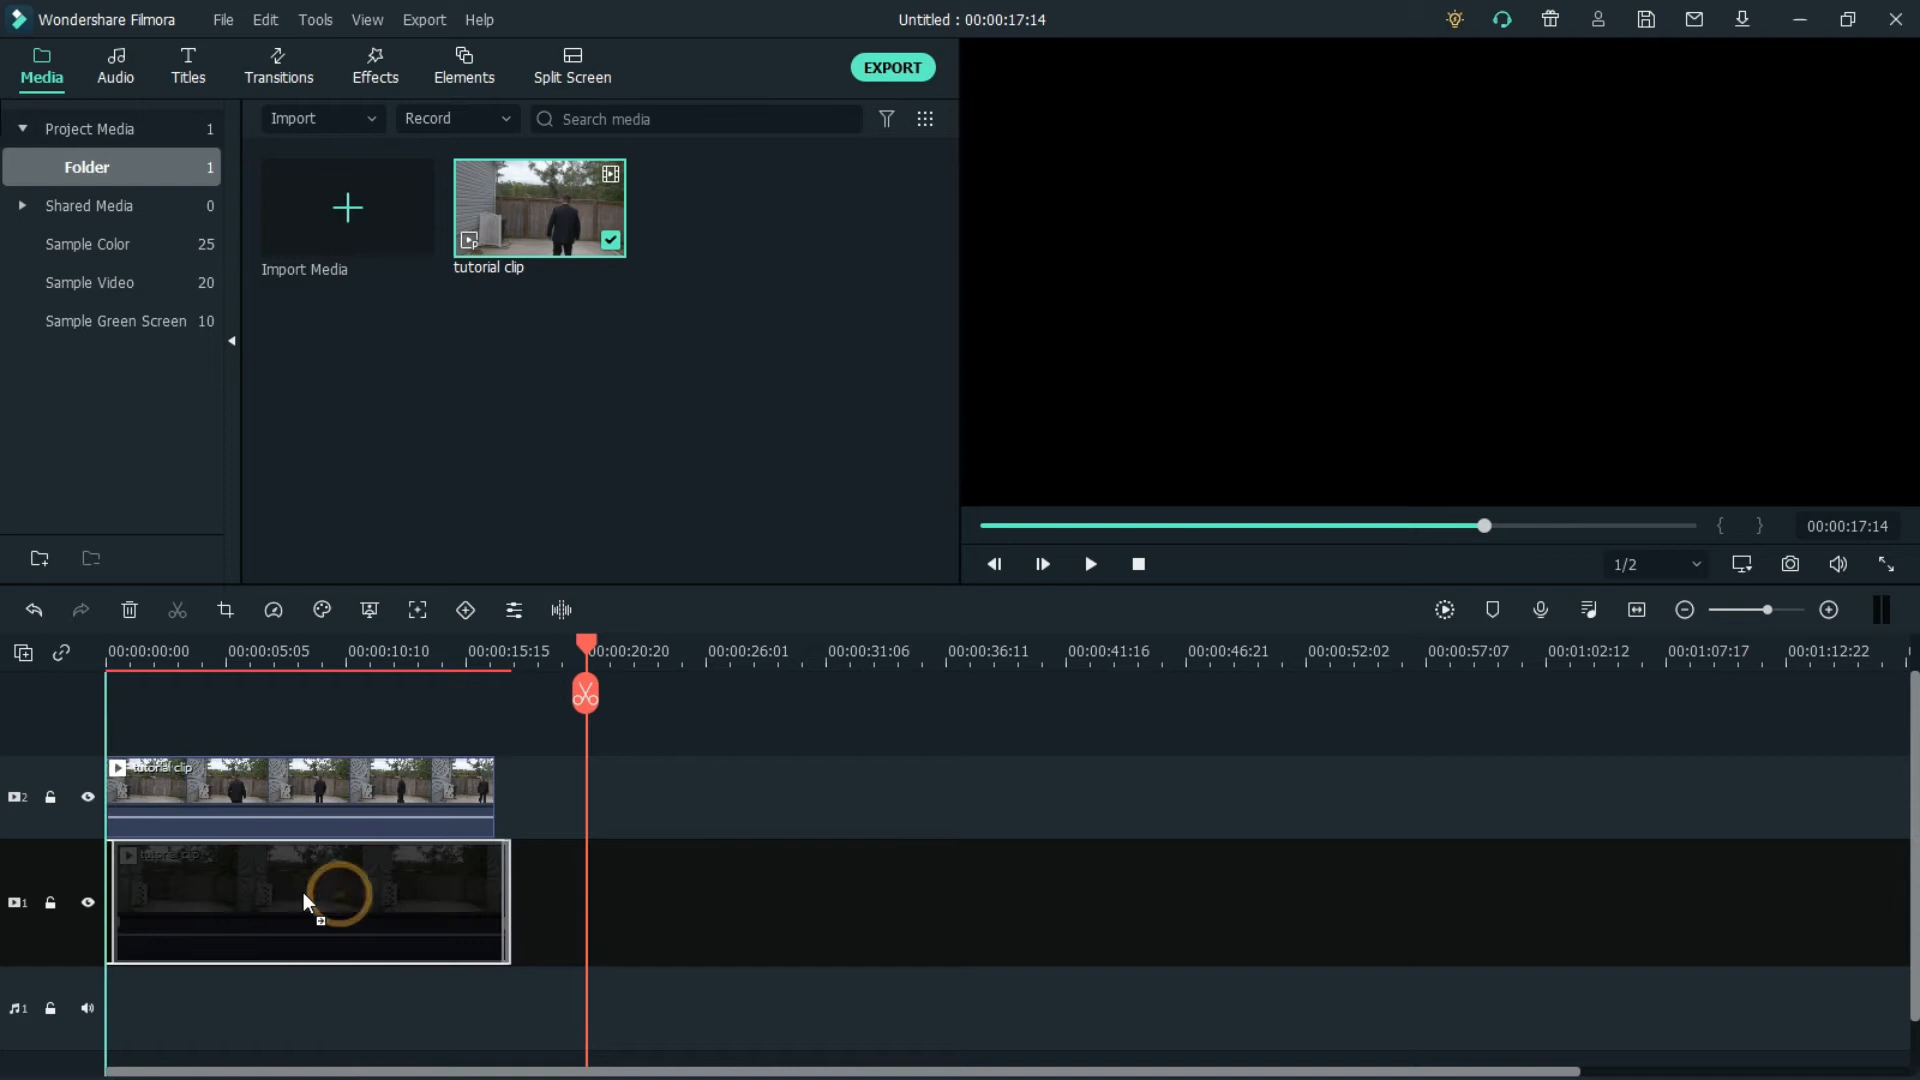 Wondershare Filmora File Edit Tools View Export Help Untitled : 00:00:17:14
Media Audio Titles Transitions Effects Elements Split Screen EXPORT
Project Media 1
Folder 1
Shared Media 0
Sample Color 25
Sample Video 20
Sample Green Screen 10
Import Record Search media
Import Media tutorial clip
00:00:17:14
1/2
00:00:00:00 00:00:05:05 00:00:10:10 00:00:15:15 00:00:20:20 00:00:26:01 00:00:31:06 00:00:36:11 00:00:41:16 00:00:46:21 00:00:52:02 00:00:57:07 00:01:02:12 00:01:07:17 00:01:12:22
tutorial clip
2
tutorial clip
1
1